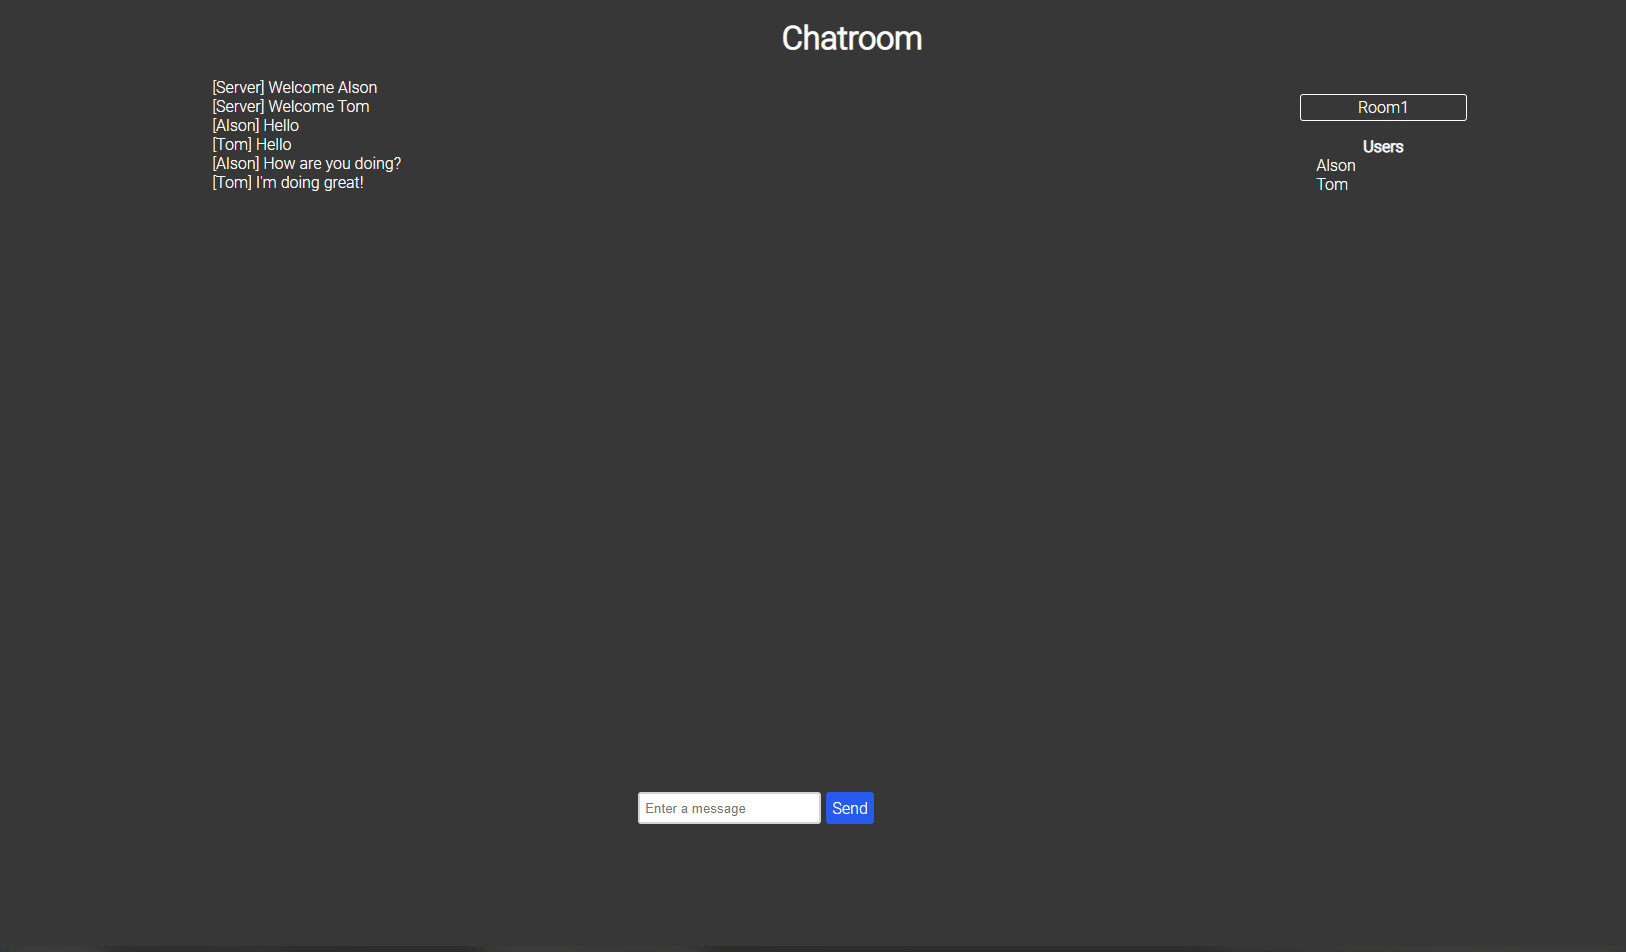 Chatroom
[Server] Welcome Alson
[Server] Welcome Tom
[Alson] Hello
[Tom] Hello
[Alson] How are you doing?
[Tom] I'm doing great!
Room1
Users
Alson
Tom
Enter a message
Send